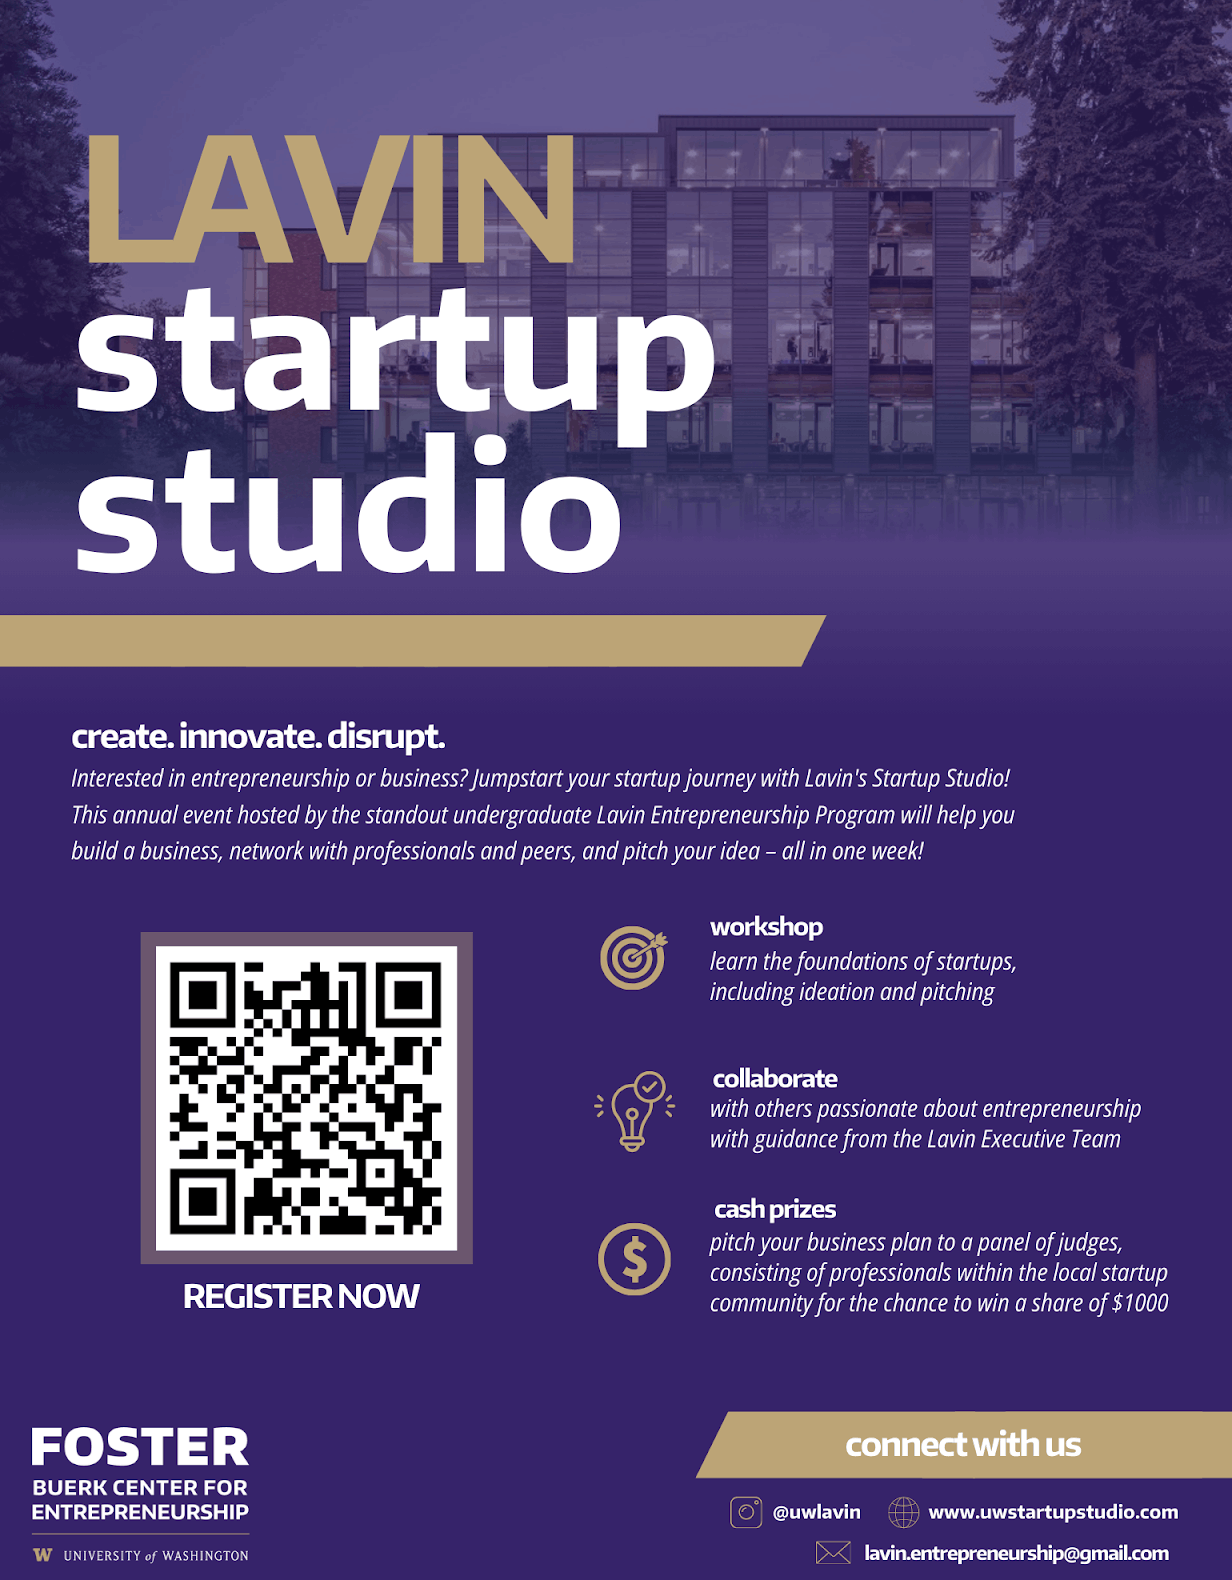 LAVIN
startup
studio
create. innovate. disrupt.
Interested in entrepreneurship or business? Jumpstart your startup journey with Lavin's Startup Studio!
This annual event hosted by the standout undergraduate Lavin Entrepreneurship Program will help you
build a business, network with professionals and peers, and pitch your idea – all in one week!
workshop
learn the foundations of startups,
including ideation and pitching
collaborate
with others passionate about entrepreneurship
with guidance from the Lavin Executive Team
cash prizes
pitch your business plan to a panel of judges,
consisting of professionals within the local startup
community for the chance to win a share of $1000
$
REGISTER NOW
FOSTER
BUERK CENTER FOR
ENTREPRENEURSHIP
W UNIVERSITY of WASHINGTON
connect with us
@uwlavin www.uwstartupstudio.com
lavin.entrepreneurship@gmail.com